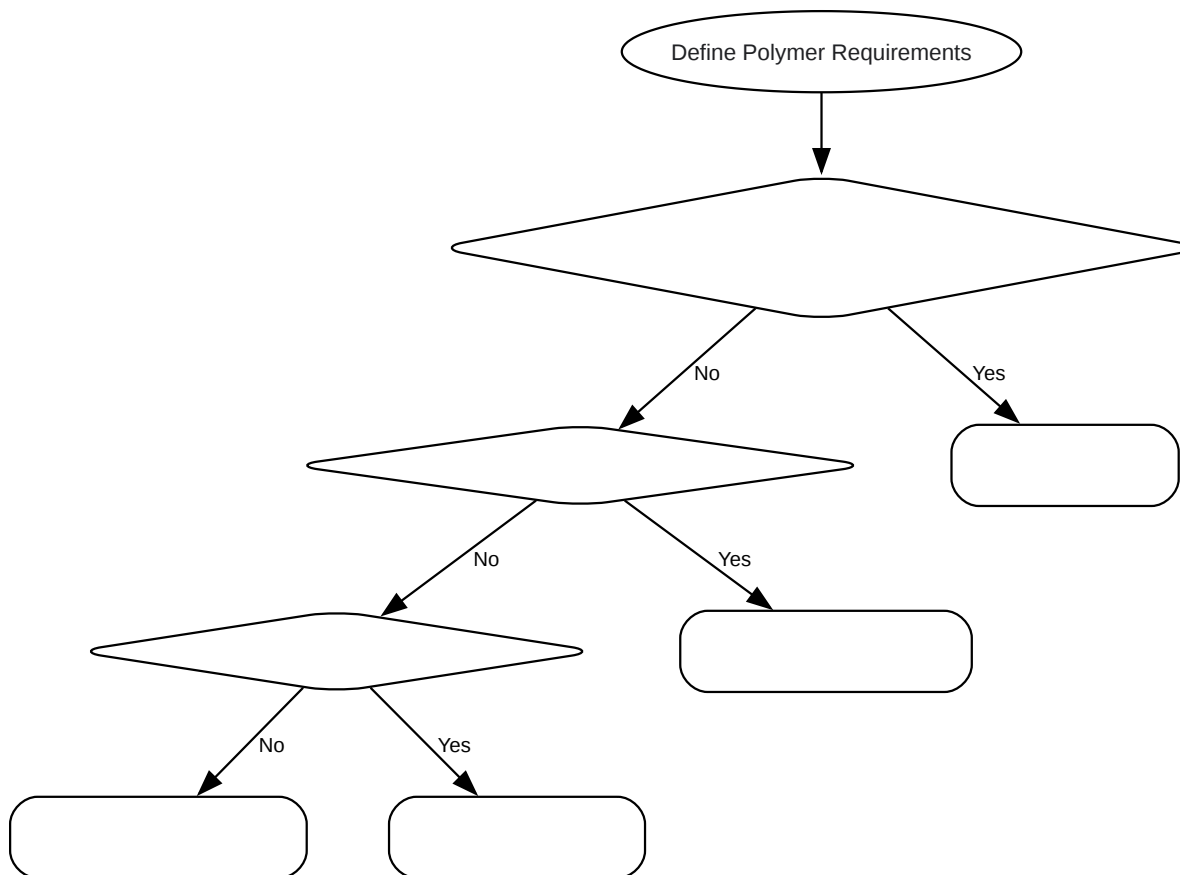 Define Polymer Requirements
No
Yes
No
Yes
No
Yes